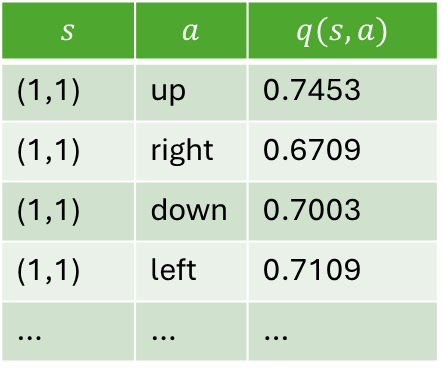 s a q(s, a)
(1,1) up 0.7453
(1,1) right 0.6709
(1,1) down 0.7003
(1,1) left 0.7109
... ... ...